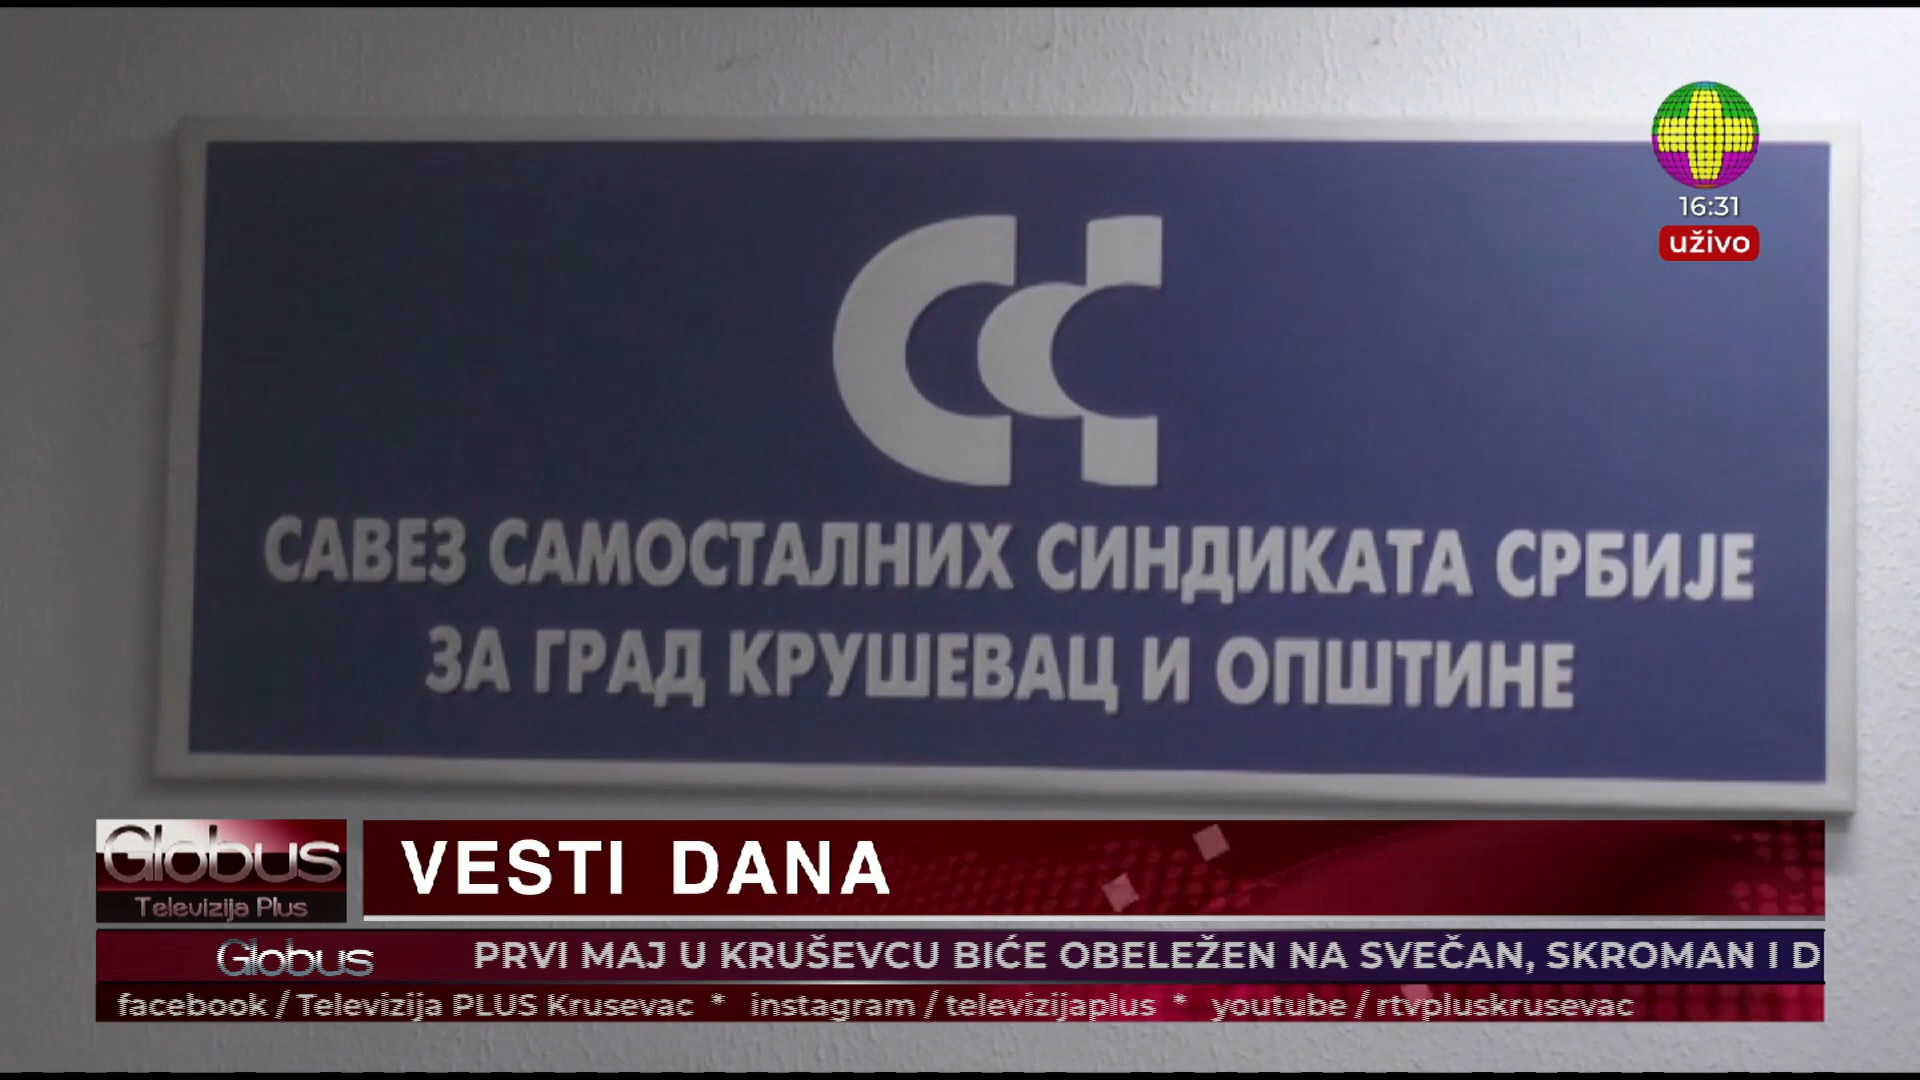 16:31
uživo
САВЕЗ САМОСТАЛНИХ СИНДИКАТА СРБИЈЕ
ЗА ГРАД КРУШЕВАЦ И ОПШТИНЕ
Globus
Televizija Plus
VESTI DANA
Globus PRVI MAJ U KRUŠEVCU BIĆE OBELEŽEN NA SVEČAN, SKROMAN I D
facebook / Televizija PLUS Krusevac * instagram / televizijaplus * youtube / rtvpluskrusevac